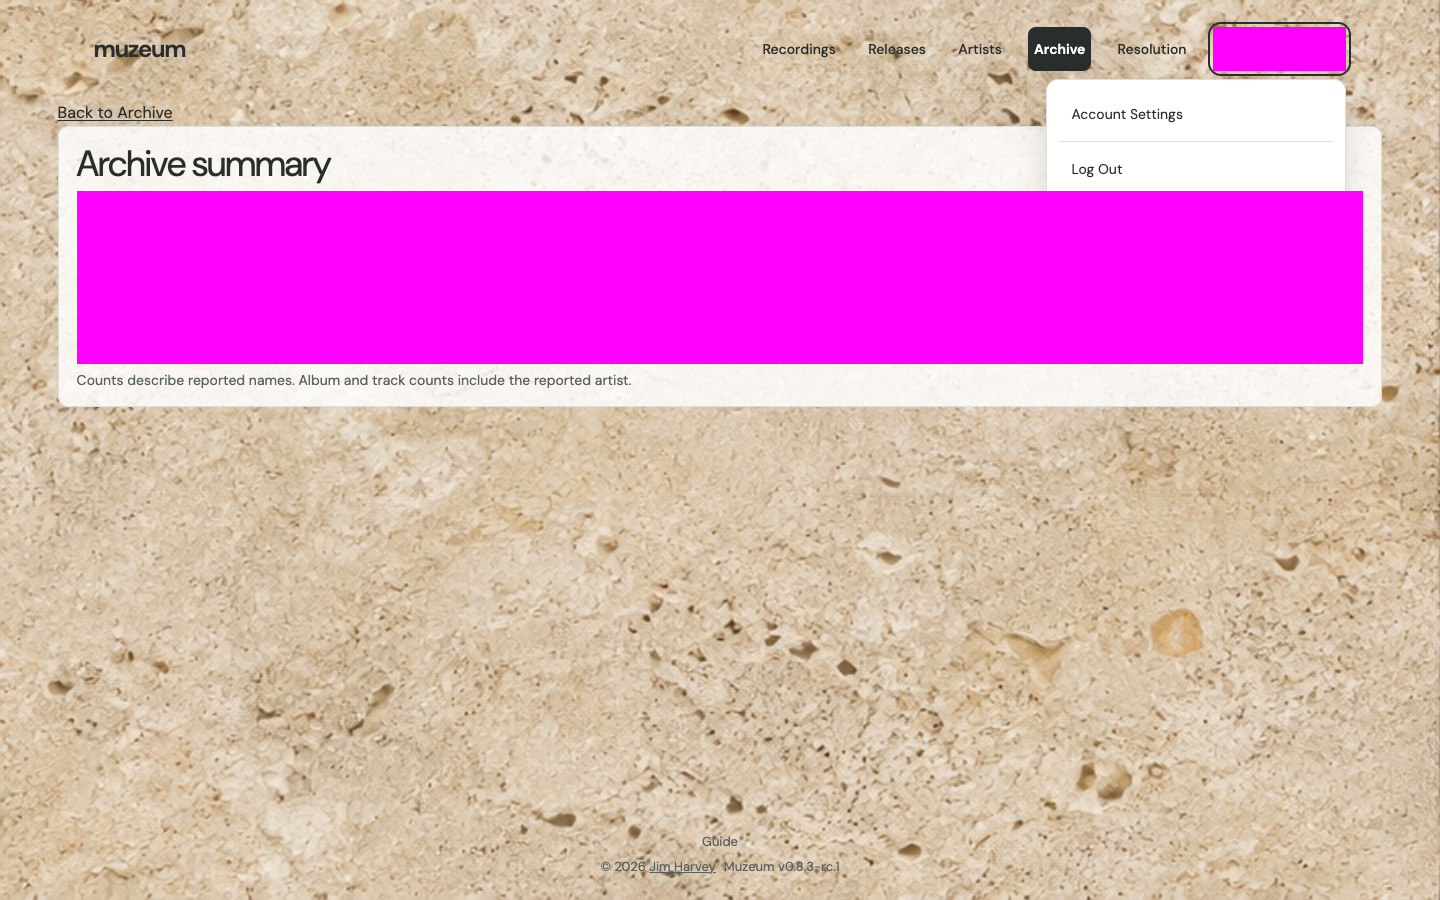 muzeum
Recordings
Releases
Artists
Archive
Resolution
Account Settings
Log Out
Back to Archive
Archive summary
Counts describe reported names. Album and track counts include the reported artist.
Guide
© 2026 Jim Harvey Muzeum v0.8.3-rc.1